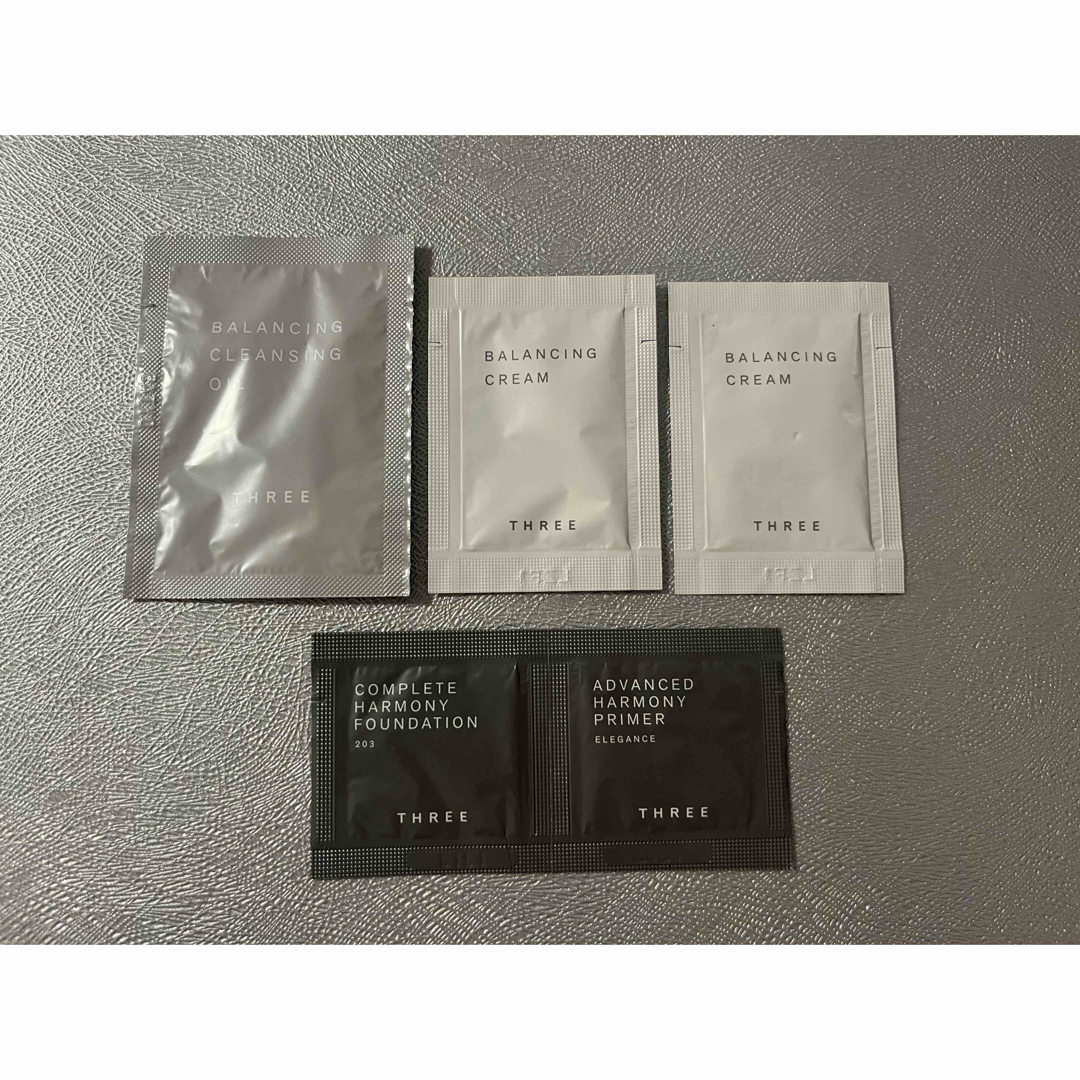 BALANCING
CLEANSING
OIL
THREE
BALANCING
CREAM
THREE
BALANCING
CREAM
THREE
COMPLETE
HARMONY
FOUNDATION
203
THREE
ADVANCED
HARMONY
PRIMER
ELEGANCE
THREE